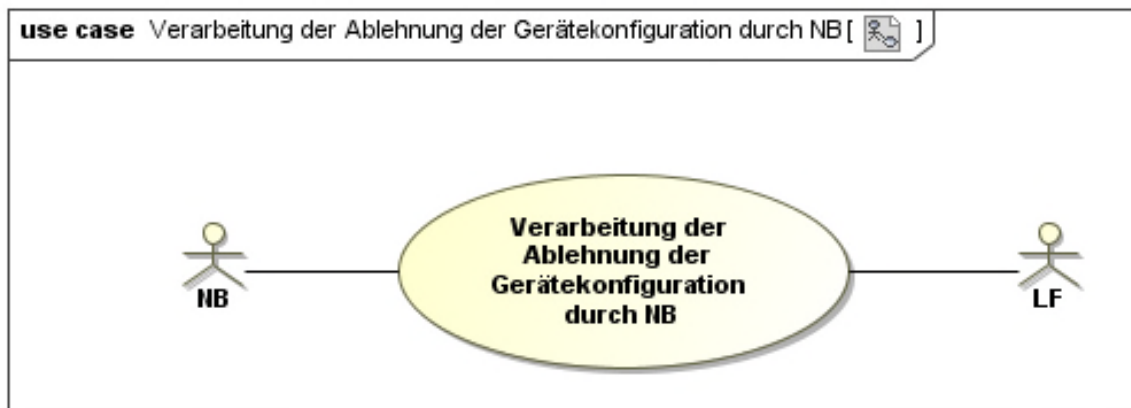 use case Verarbeitung der Ablehnung der Gerätekonfiguration durch NB [ ]
Verarbeitung der
Ablehnung der
Gerätekonfiguration
durch NB
NB
LF